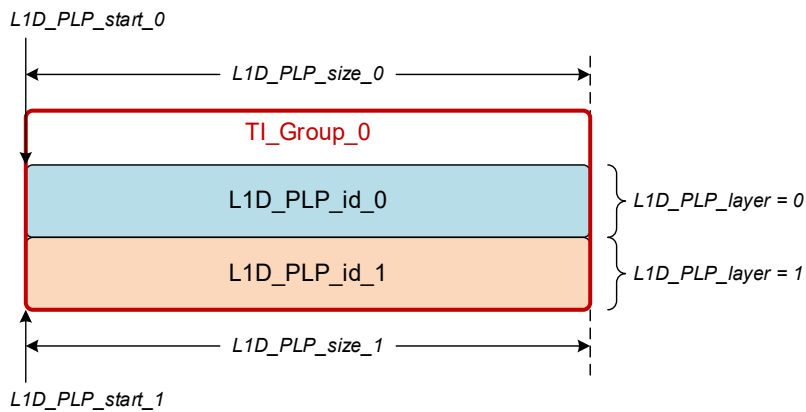 L1D_PLP_start_0
L1D_PLP_size_0
TI_Group_0
L1D_PLP_id_0
L1D_PLP_layer = 0
L1D_PLP_id_1
L1D_PLP_layer = 1
L1D_PLP_size_1
L1D_PLP_start_1